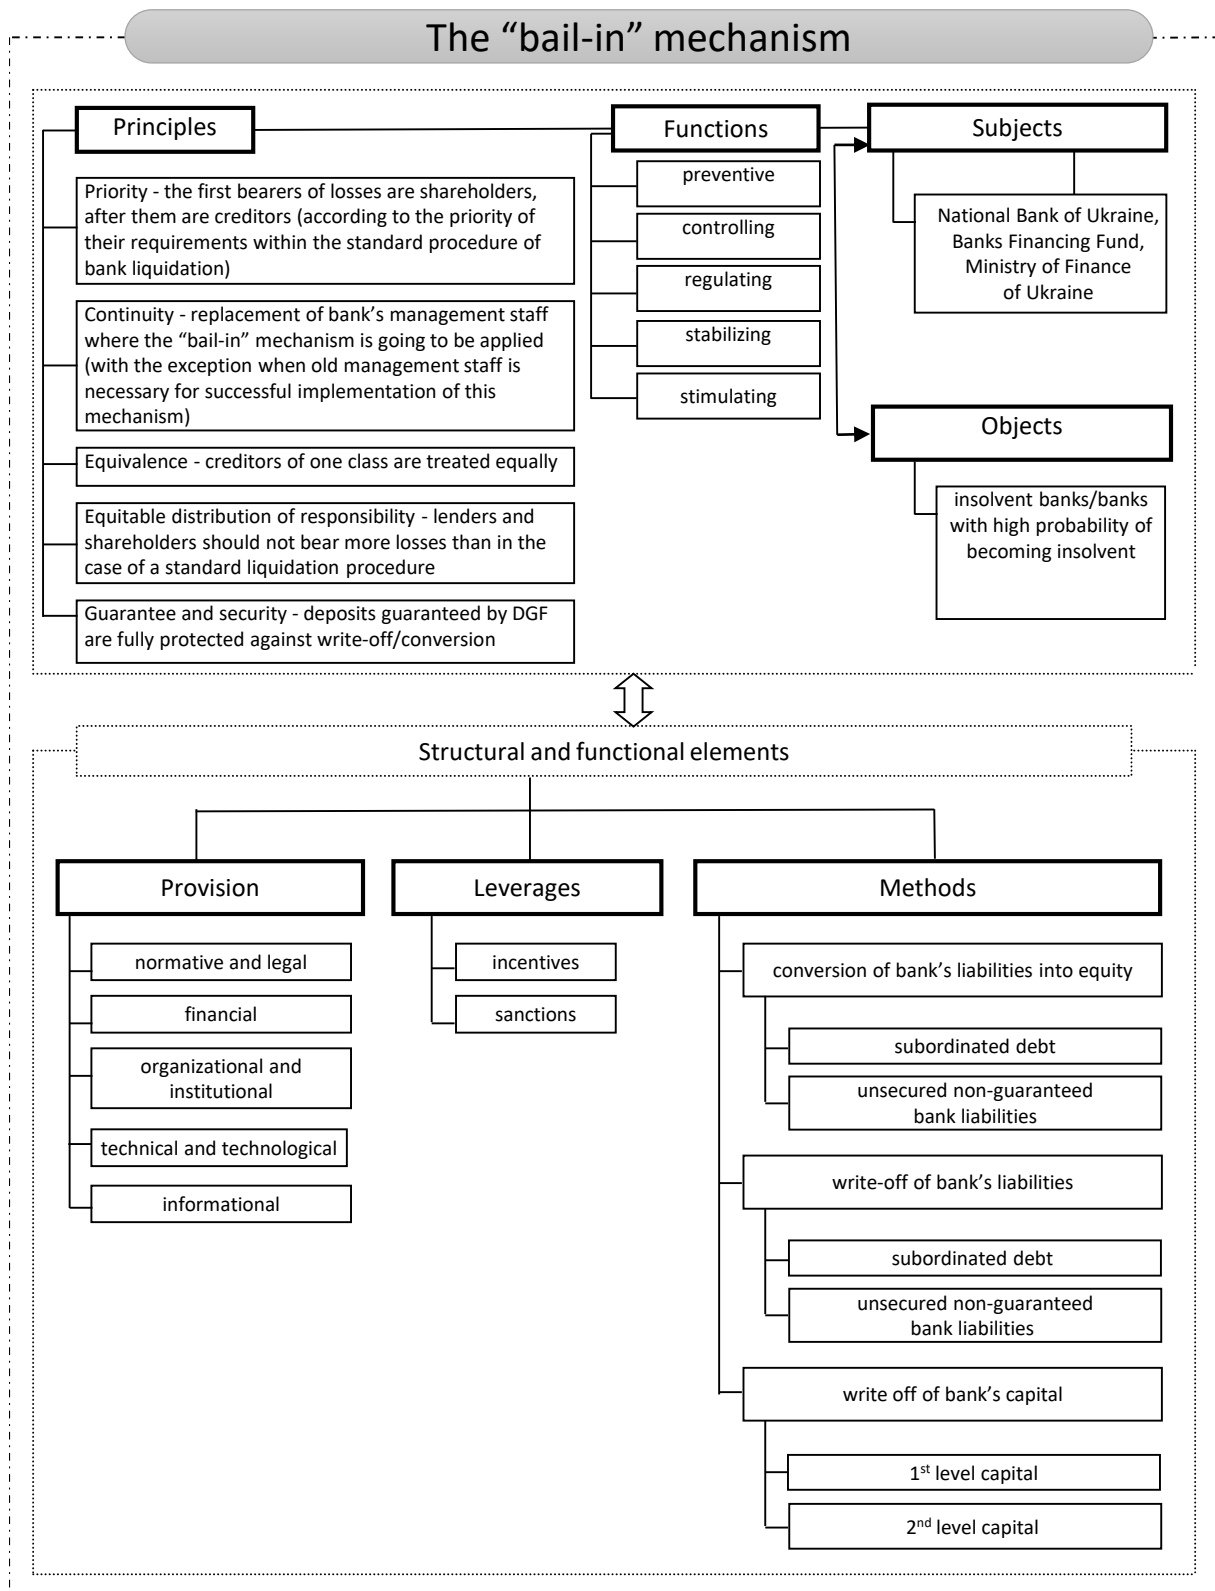 The “bail-in” mechanism
Principles
Priority - the first bearers of losses are shareholders,
after them are creditors (according to the priority of
their requirements within the standard procedure of
bank liquidation)
Continuity - replacement of bank’s management staff
where the “bail-in” mechanism is going to be applied
(with the exception when old management staff is
necessary for successful implementation of this
mechanism)
Equivalence - creditors of one class are treated equally
Equitable distribution of responsibility - lenders and
shareholders should not bear more losses than in the
case of a standard liquidation procedure
Guarantee and security - deposits guaranteed by DGF
are fully protected against write-off/conversion
Functions
preventive
controlling
regulating
stabilizing
stimulating
Subjects
National Bank of Ukraine,
Banks Financing Fund,
Ministry of Finance
of Ukraine
Objects
insolvent banks/banks
with high probability of
becoming insolvent
Structural and functional elements
Provision
normative and legal
financial
organizational and
institutional
technical and technological
informational
Leverages
incentives
sanctions
Methods
conversion of bank’s liabilities into equity
subordinated debt
unsecured non-guaranteed
bank liabilities
write-off of bank’s liabilities
subordinated debt
unsecured non-guaranteed
bank liabilities
write off of bank’s capital
1st level capital
2nd level capital